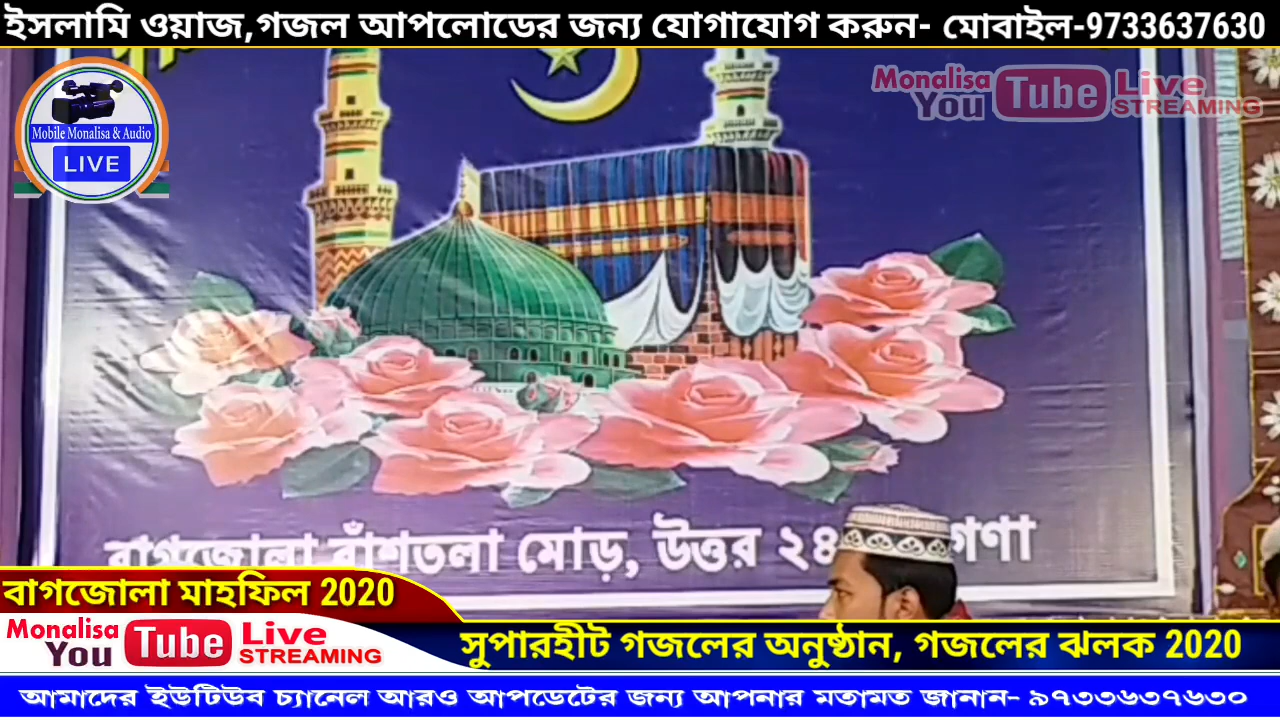 ইসলামি ওয়াজ,গজল আপলোডের জন্য যোগাযোগ করুন- মোবাইল-9733637630
Mobile Monalisa & Audio
LIVE
Monalisa You Tube Live STREAMING
বাগজোলা বাঁশতলা মোড়, উত্তর ২৪ গণা
বাগজোলা মাহফিল 2020
Monalisa You Tube Live STREAMING
সুপারহীট গজলের অনুষ্ঠান, গজলের ঝলক 2020
আমাদের ইউটিউব চ্যানেল আরও আপডেটের জন্য আপনার মতামত জানান- ৯৭৩৩৬৩৭৬৩০